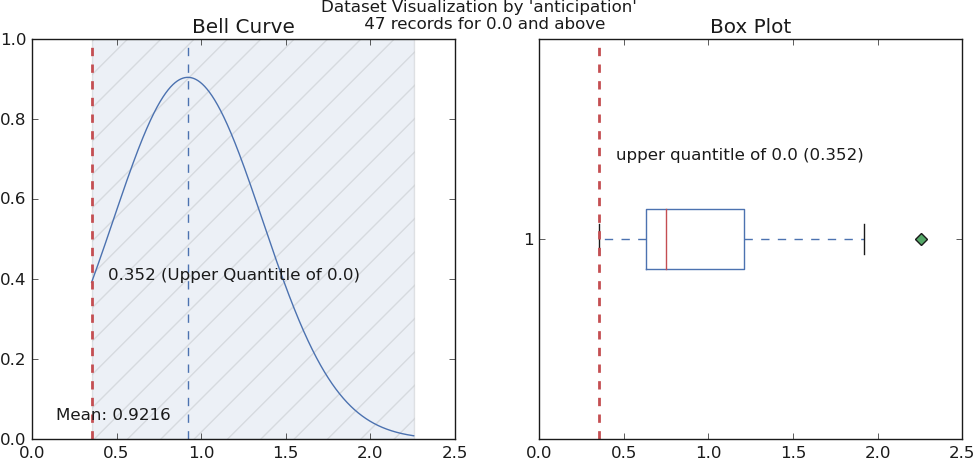 Dataset Visualization by 'anticipation'
47 records for 0.0 and above
Bell Curve
1.0
0.8
0.6
0.4
0.2
0.0
0.352 (Upper Quantitle of 0.0)
Mean: 0.9216
0.0 0.5 1.0 1.5 2.0 2.5
Box Plot
upper quantitle of 0.0 (0.352)
1
0.0 0.5 1.0 1.5 2.0 2.5